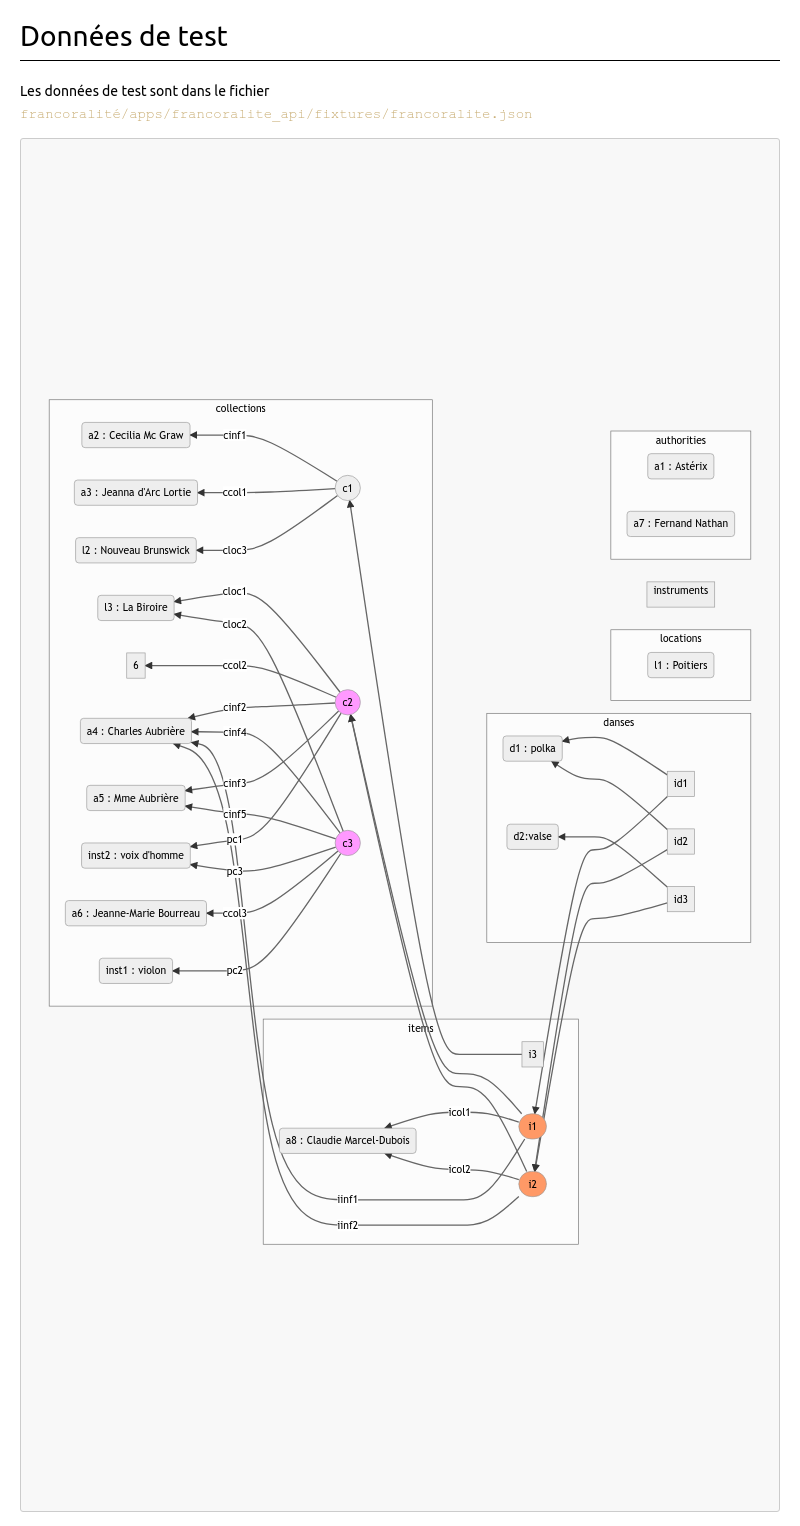 Données de test
Les données de test sont dans le fichier
francoralité/apps/francoralite_api/fixtures/francoralite.json
collections
a2 : Cecilia Mc Graw
cinf1
a3 : Jeanna d'Arc Lortie
ccol1
c1
l2 : Nouveau Brunswick
cloc3
l3 : La Biroire
cloc1
cloc2
6
ccol2
cinf2
c2
a4 : Charles Aubrière
cinf4
a5 : Mme Aubrière
cinf3
cinf5
inst2 : voix d'homme
pc1
c3
pc3
a6 : Jeanne-Marie Bourreau
ccol3
inst1 : violon
pc2
authorities
a1 : Astérix
a7 : Fernand Nathan
instruments
locations
l1 : Poitiers
danses
d1 : polka
id1
d2:valse
id2
id3
items
i3
icol1
i1
a8 : Claudie Marcel-Dubois
icol2
i2
iinf1
iinf2